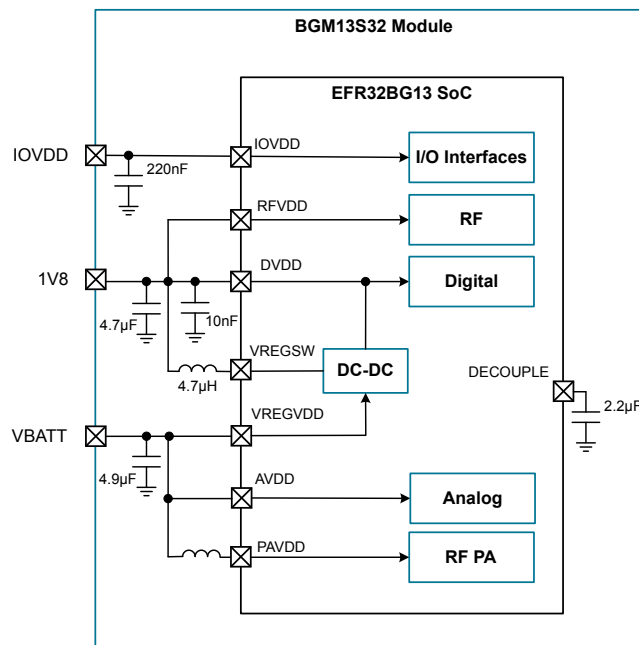 BGM13S32 Module
EFR32BG13 SoC
IOVDD
220nF
IOVDD
I/O Interfaces
RFVDD
RF
1V8
4.7µF
10nF
DVDD
Digital
4.7µH
VREGSW
DC-DC
DECOUPLE
2.2µF
VBATT
4.9µF
VREGVDD
AVDD
Analog
PAVDD
RF PA